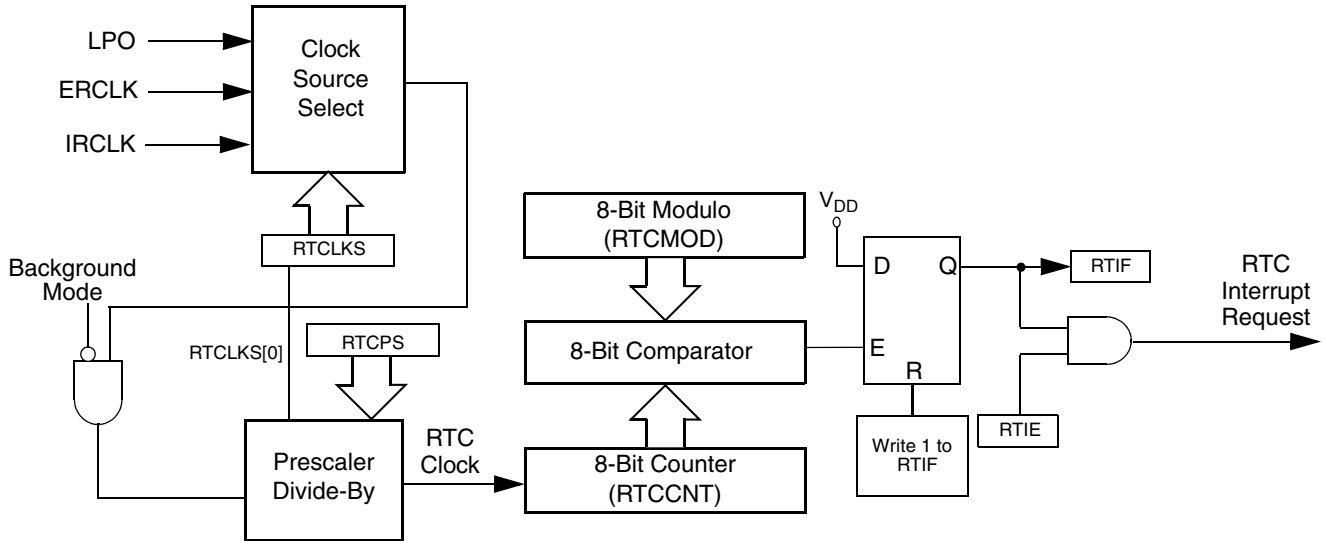 LPO
ERCLK
IRCLK
Clock
Source
Select
RTCLKS
Background
Mode
RTCLKS[0]
RTCPS
Prescaler
Divide-By
RTC
Clock
8-Bit Modulo
(RTCMOD)
8-Bit Comparator
8-Bit Counter
(RTCCNT)
VDD
D
Q
E
R
Write 1 to
RTIF
RTIF
RTIE
RTC
Interrupt
Request